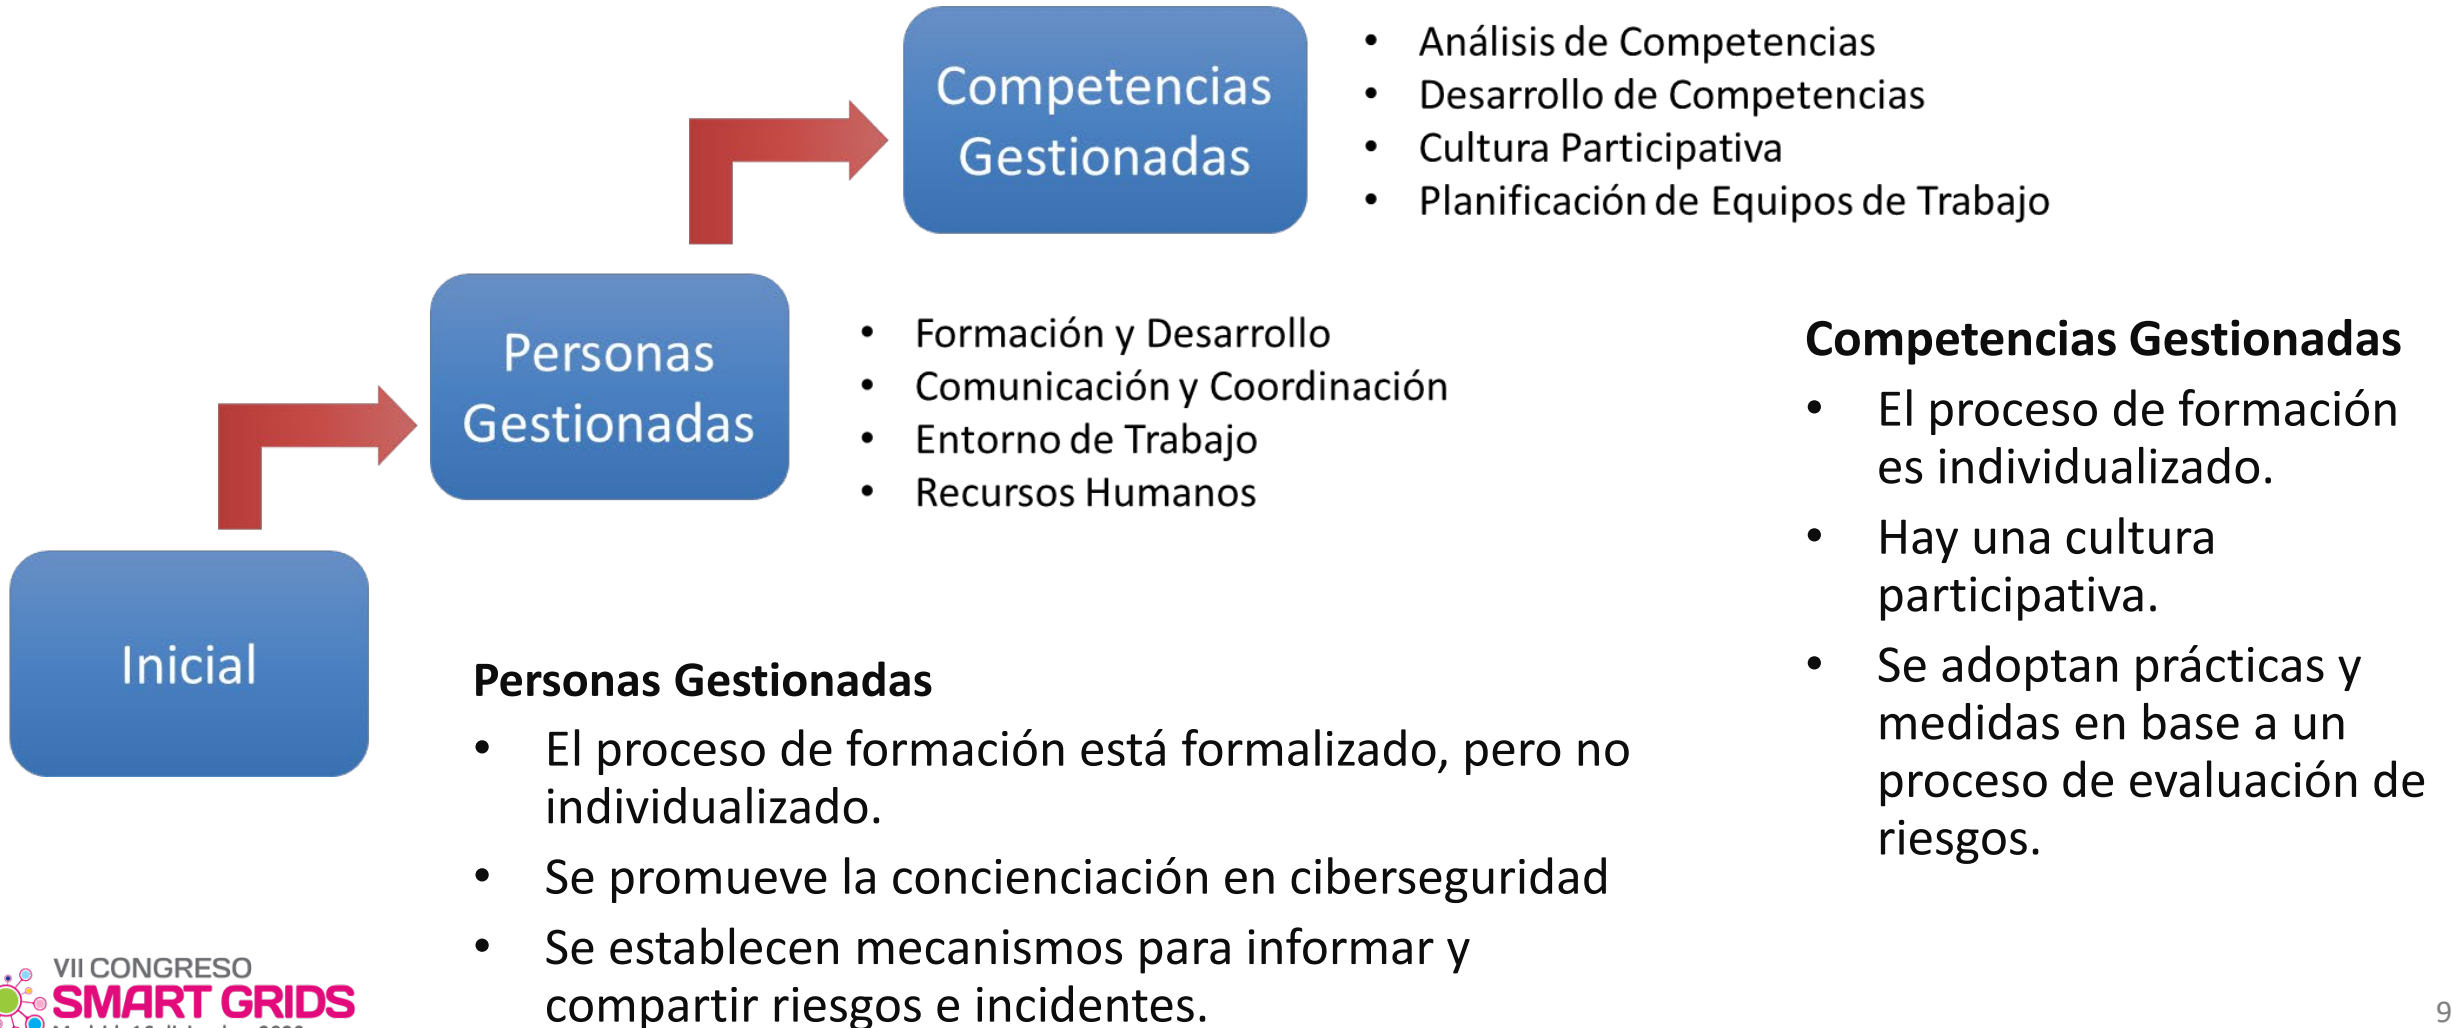 Competencias
Gestionadas
• Análisis de Competencias
• Desarrollo de Competencias
• Cultura Participativa
• Planificación de Equipos de Trabajo
Personas
Gestionadas
• Formación y Desarrollo
• Comunicación y Coordinación
• Entorno de Trabajo
• Recursos Humanos
Inicial
Personas Gestionadas
• El proceso de formación está formalizado, pero no
individualizado.
• Se promueve la concienciación en ciberseguridad
• Se establecen mecanismos para informar y
compartir riesgos e incidentes.
Competencias Gestionadas
• El proceso de formación
es individualizado.
• Hay una cultura
participativa.
• Se adoptan prácticas y
medidas en base a un
proceso de evaluación de
riesgos.
VII CONGRESO
SMART GRIDS
9